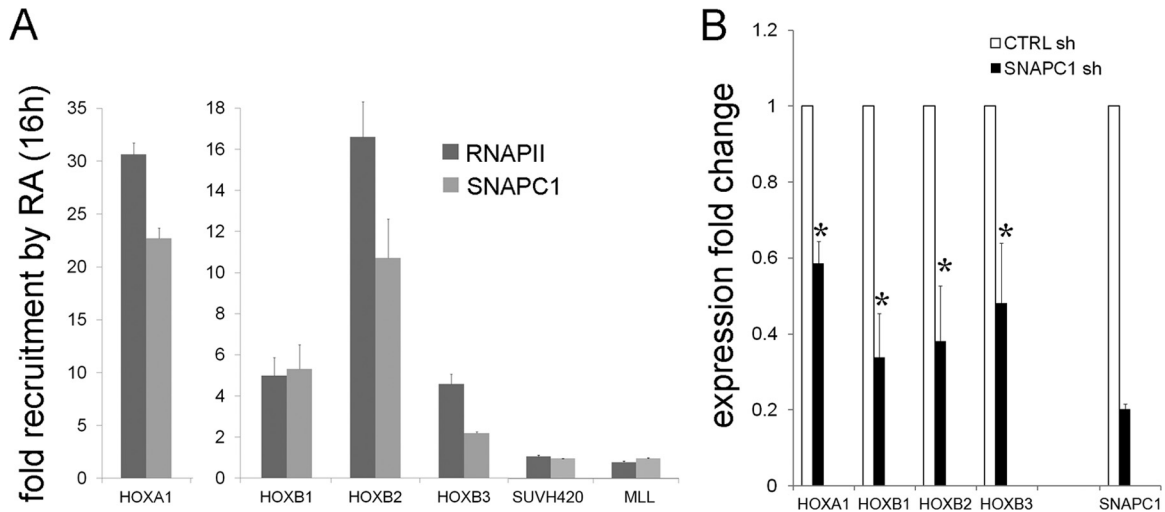 A
fold recruitment by RA (16h)
35
30
25
20
15
10
5
0
HOXA1
18
16
14
12
10
8
6
4
2
0
RNAPII
SNAPC1
HOXB1 HOXB2 HOXB3 SUVH420 MLL
B
expression fold change
1.2
1
0.8
0.6
0.4
0.2
0
CTRL sh
SNAPC1 sh
*
*
*
*
HOXA1 HOXB1 HOXB2 HOXB3 SNAPC1